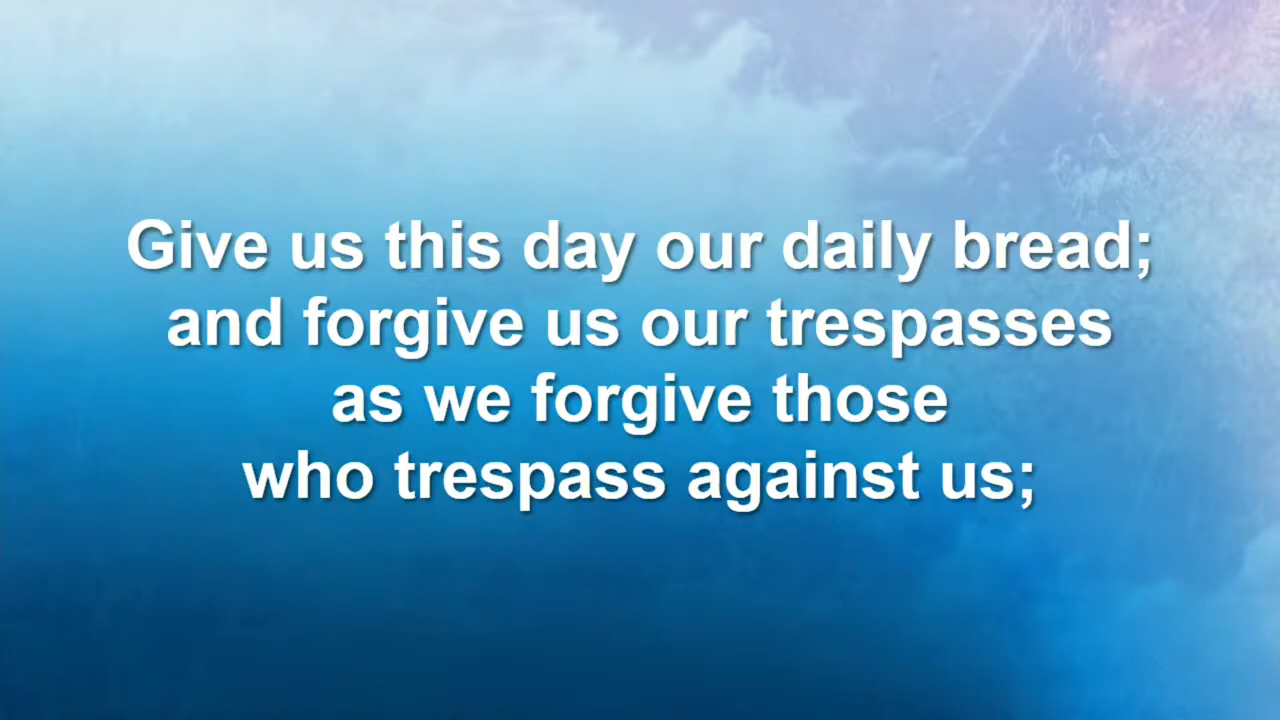 Give us this day our daily bread;
and forgive us our trespasses
as we forgive those
who trespass against us;